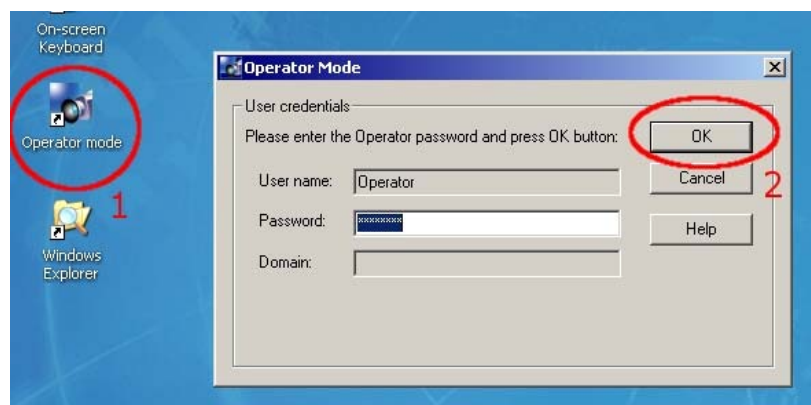 On-screen
Keyboard
Operator mode
1
Windows
Explorer
Operator Mode
User credentials
Please enter the Operator password and press OK button:
OK
User name:
Operator
Cancel
2
Password:
********
Help
Domain: